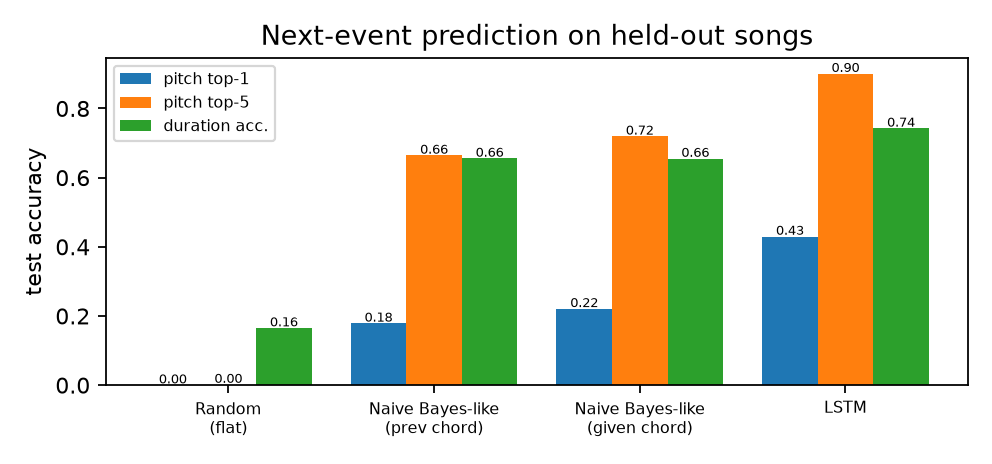 Next-event prediction on held-out songs
pitch top-1
pitch top-5
duration acc.
test accuracy
0.8
0.6
0.4
0.2
0.0
0.00
0.00
0.16
0.18
0.66
0.66
0.22
0.72
0.66
0.43
0.90
0.74
Random
(flat)
Naive Bayes-like
(prev chord)
Naive Bayes-like
(given chord)
LSTM